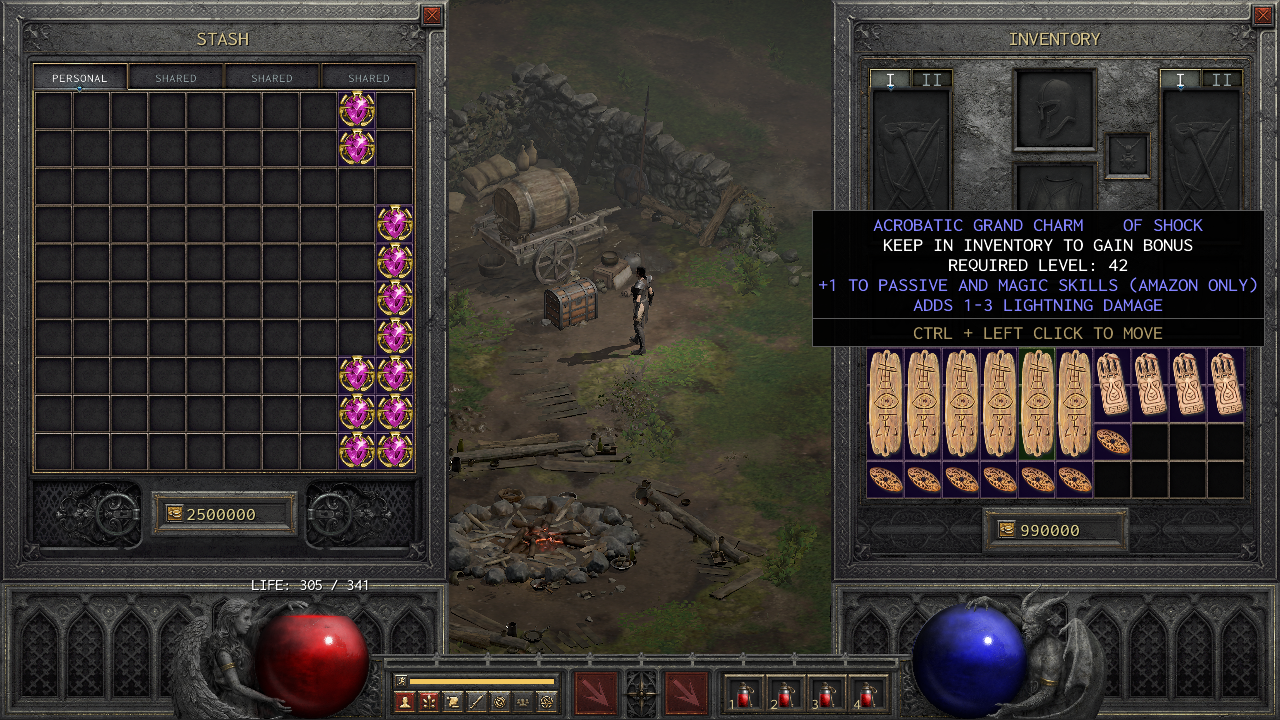 STASH
PERSONAL SHARED SHARED SHARED
2500000
LIFE: 305 / 341
INVENTORY
I II I II
ACROBATIC GRAND CHARM OF SHOCK
KEEP IN INVENTORY TO GAIN BONUS
REQUIRED LEVEL: 42
+1 TO PASSIVE AND MAGIC SKILLS (AMAZON ONLY)
ADDS 1-3 LIGHTNING DAMAGE
CTRL + LEFT CLICK TO MOVE
990000
1 2 3 4